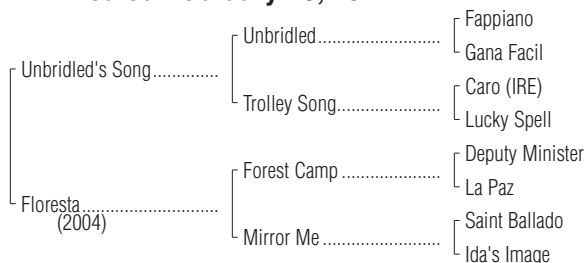 Fappiano
Unbridled
Gana Facil
Unbridled's Song
Caro (IRE)
Trolley Song
Lucky Spell
Deputy Minister
Forest Camp
La Paz
Floresta
(2004)
Saint Ballado
Mirror Me
Ida's Image